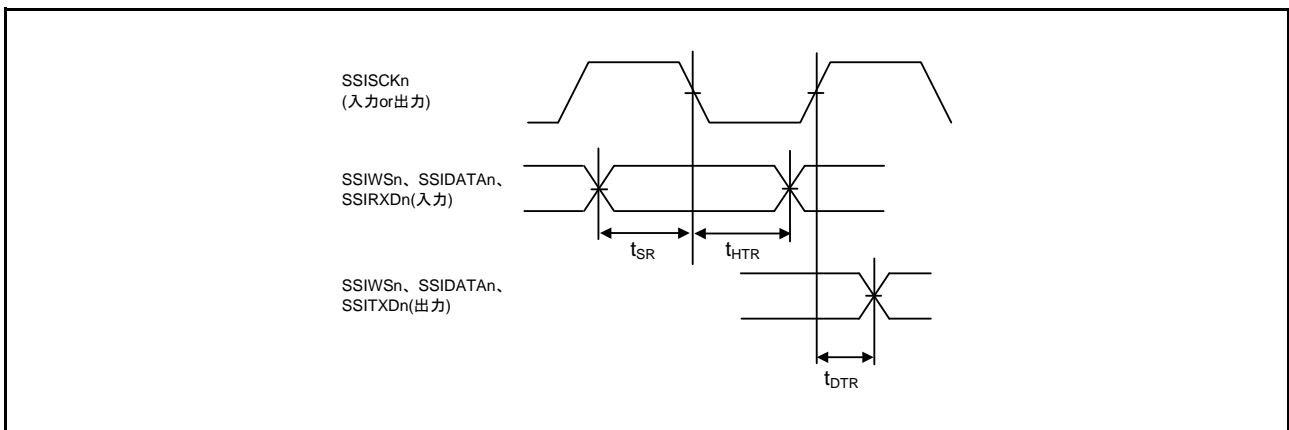 SSISCKn
(入力or出力)
SSIWSn、SSIDATAn、
SSIRXDn(入力)
tSR
tHTR
SSIWSn、SSIDATAn、
SSITXDn(出力)
tDTR